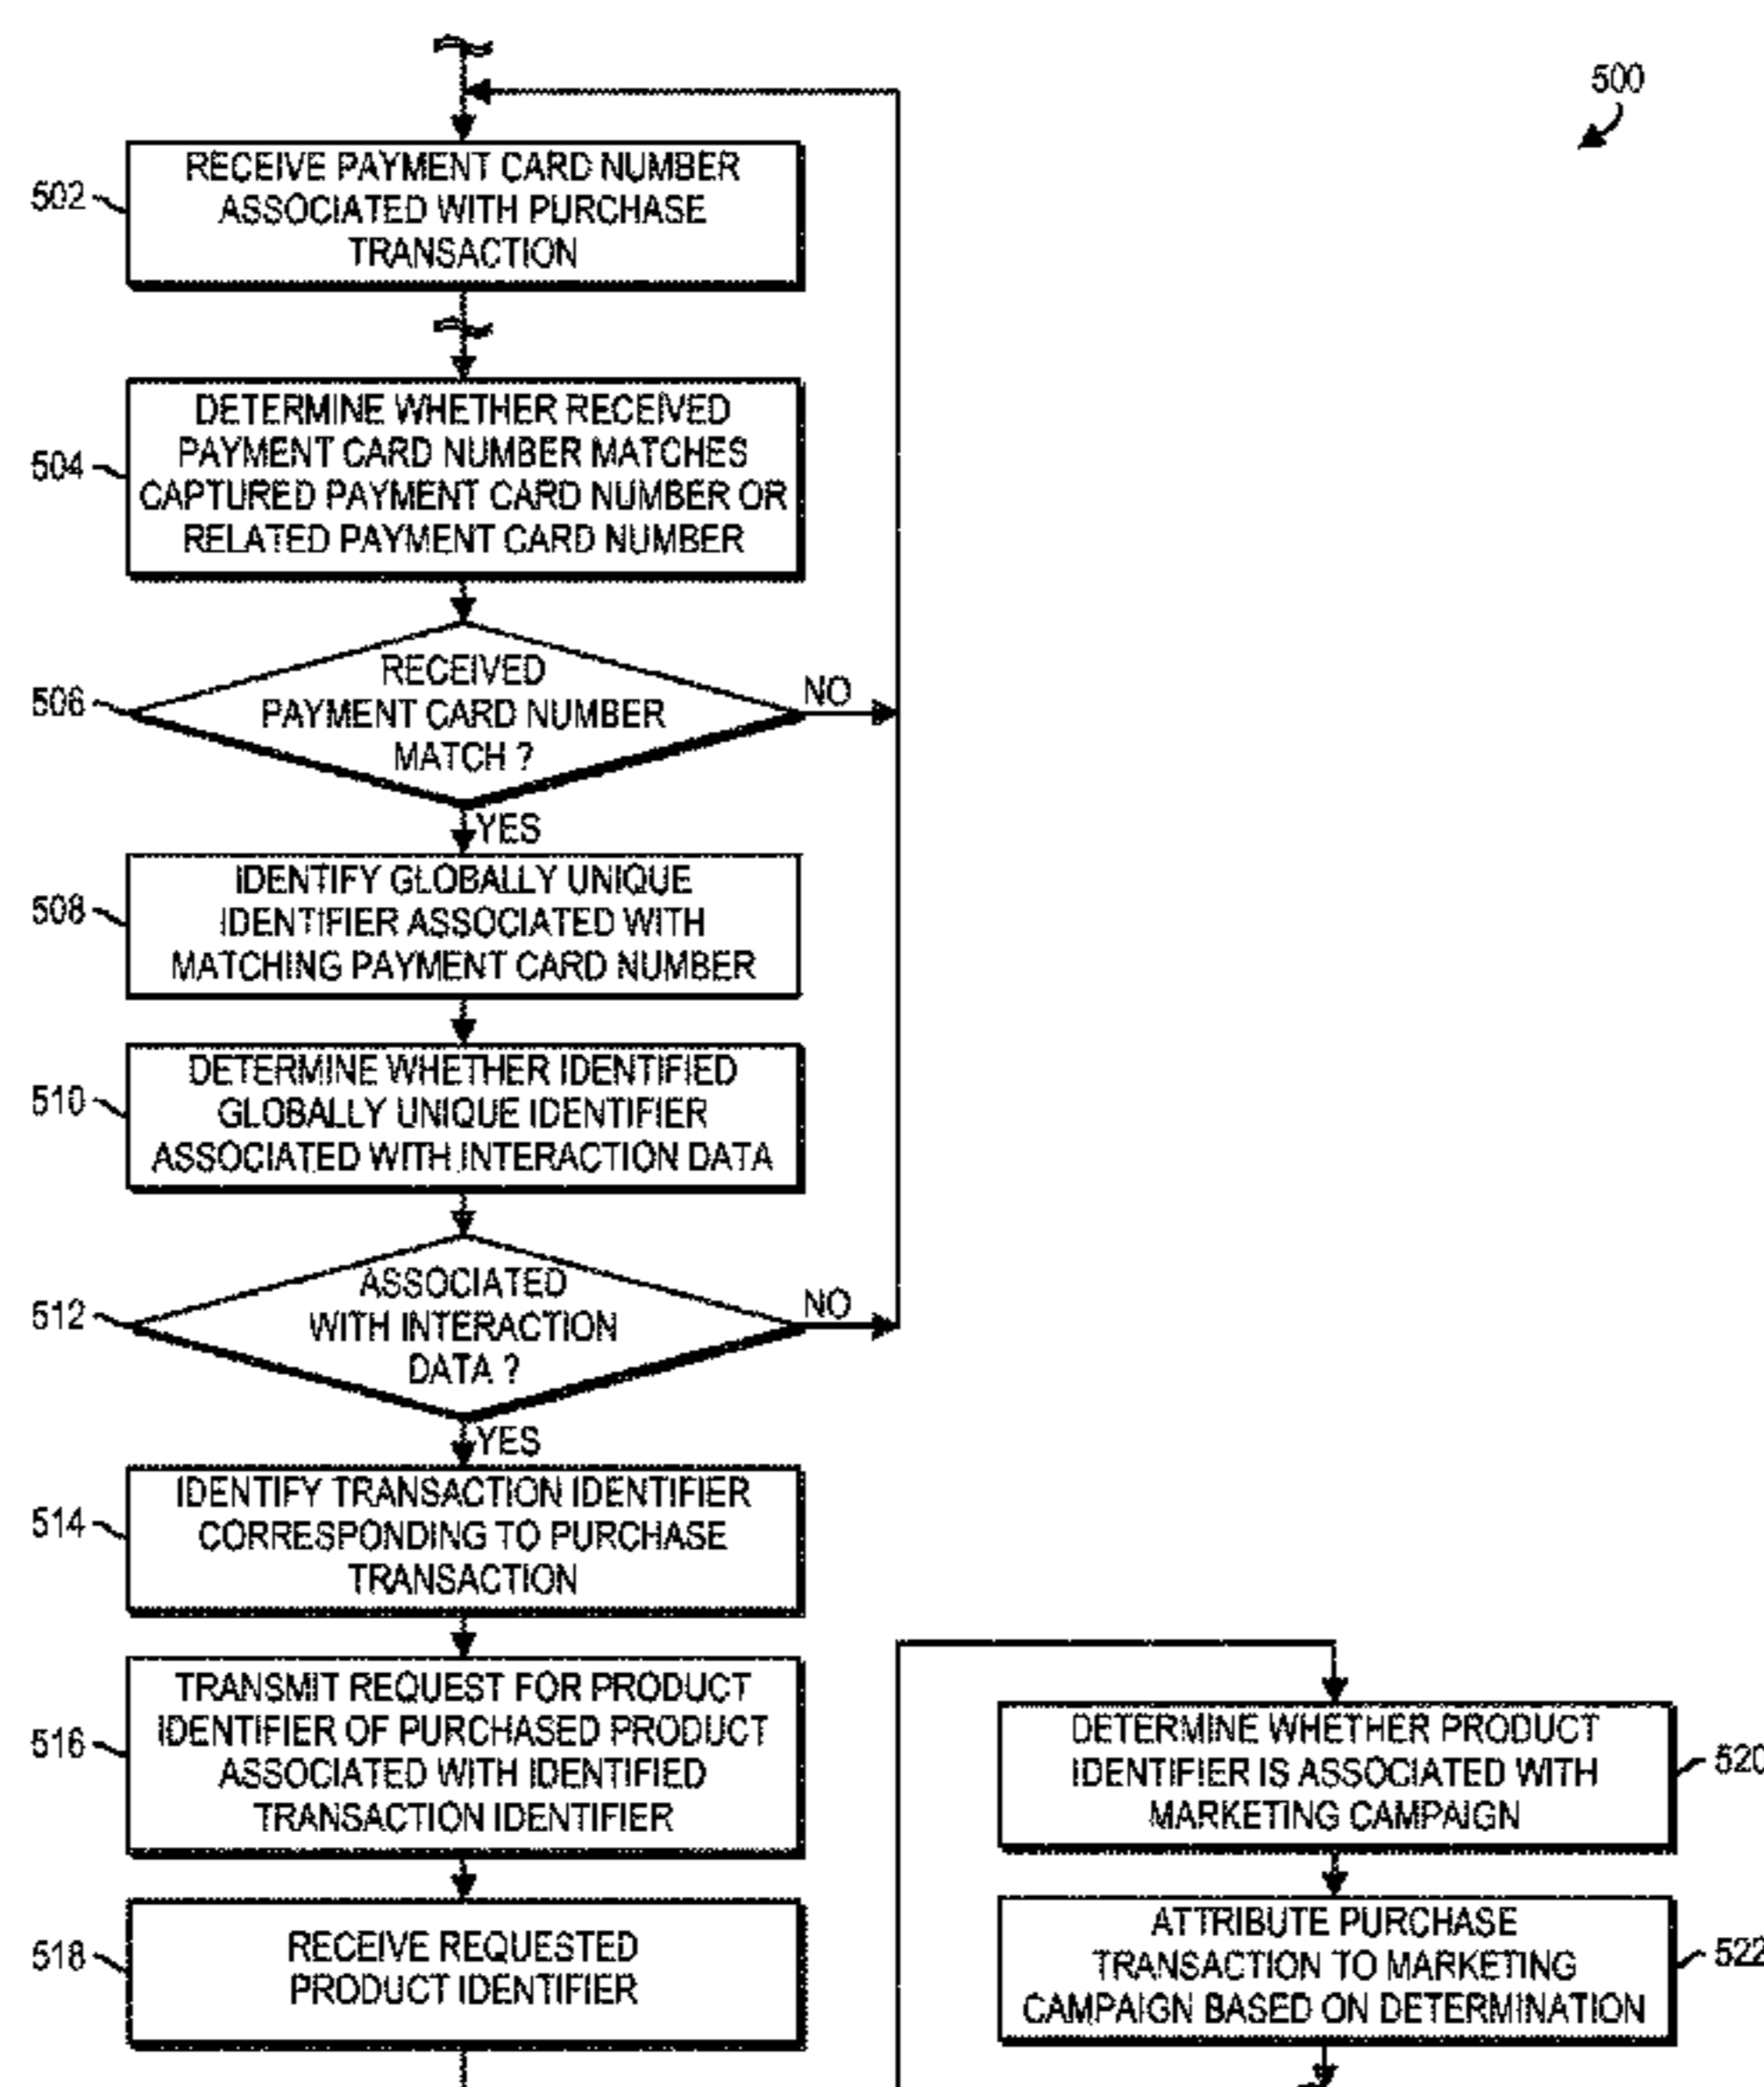 500
502
RECEIVE PAYMENT CARD NUMBER
ASSOCIATED WITH PURCHASE
TRANSACTION
504
DETERMINE WHETHER RECEIVED
PAYMENT CARD NUMBER MATCHES
CAPTURED PAYMENT CARD NUMBER OR
RELATED PAYMENT CARD NUMBER
506
RECEIVED
PAYMENT CARD NUMBER
MATCH ?
NO
YES
508
IDENTIFY GLOBALLY UNIQUE
IDENTIFIER ASSOCIATED WITH
MATCHING PAYMENT CARD NUMBER
510
DETERMINE WHETHER IDENTIFIED
GLOBALLY UNIQUE IDENTIFIER
ASSOCIATED WITH INTERACTION DATA
512
ASSOCIATED
WITH INTERACTION
DATA ?
NO
YES
514
IDENTIFY TRANSACTION IDENTIFIER
CORRESPONDING TO PURCHASE
TRANSACTION
516
TRANSMIT REQUEST FOR PRODUCT
IDENTIFIER OF PURCHASED PRODUCT
ASSOCIATED WITH IDENTIFIED
TRANSACTION IDENTIFIER
518
RECEIVE REQUESTED
PRODUCT IDENTIFIER
DETERMINE WHETHER PRODUCT
IDENTIFIER IS ASSOCIATED WITH
MARKETING CAMPAIGN
520
ATTRIBUTE PURCHASE
TRANSACTION TO MARKETING
CAMPAIGN BASED ON DETERMINATION
522